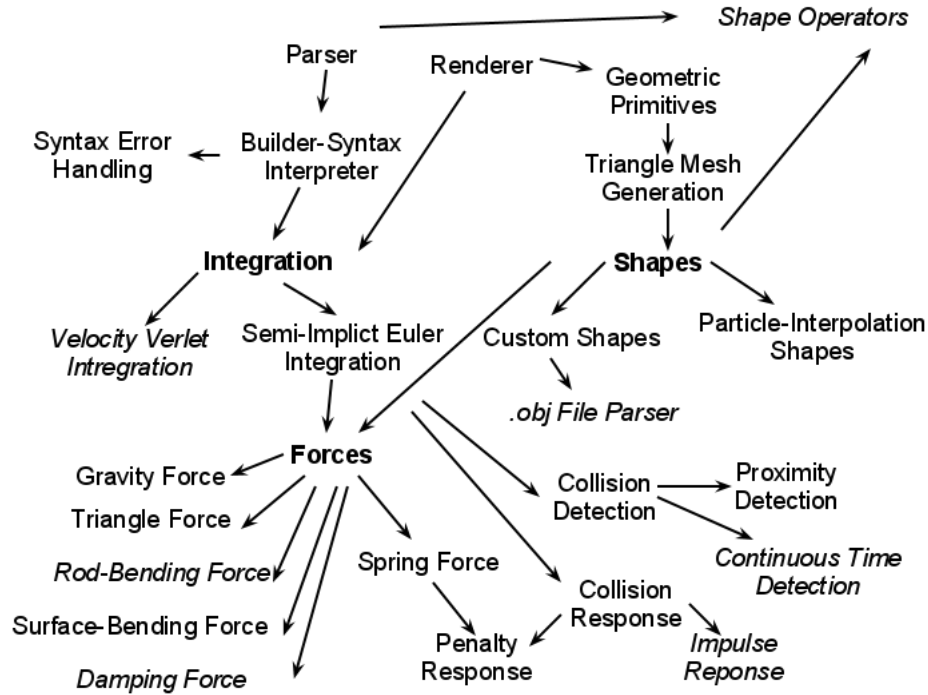 Shape Operators
Parser
Renderer
Geometric
Primitives
Syntax Error
Handling
Builder-Syntax
Interpreter
Triangle Mesh
Generation
Integration
Shapes
Velocity Verlet
Intregration
Semi-Implict Euler
Integration
Custom Shapes
Particle-Interpolation
Shapes
.obj File Parser
Forces
Gravity Force
Collision
Detection
Proximity
Detection
Triangle Force
Rod-Bending Force
Spring Force
Continuous Time
Detection
Surface-Bending Force
Collision
Response
Damping Force
Penalty
Response
Impulse
Reponse